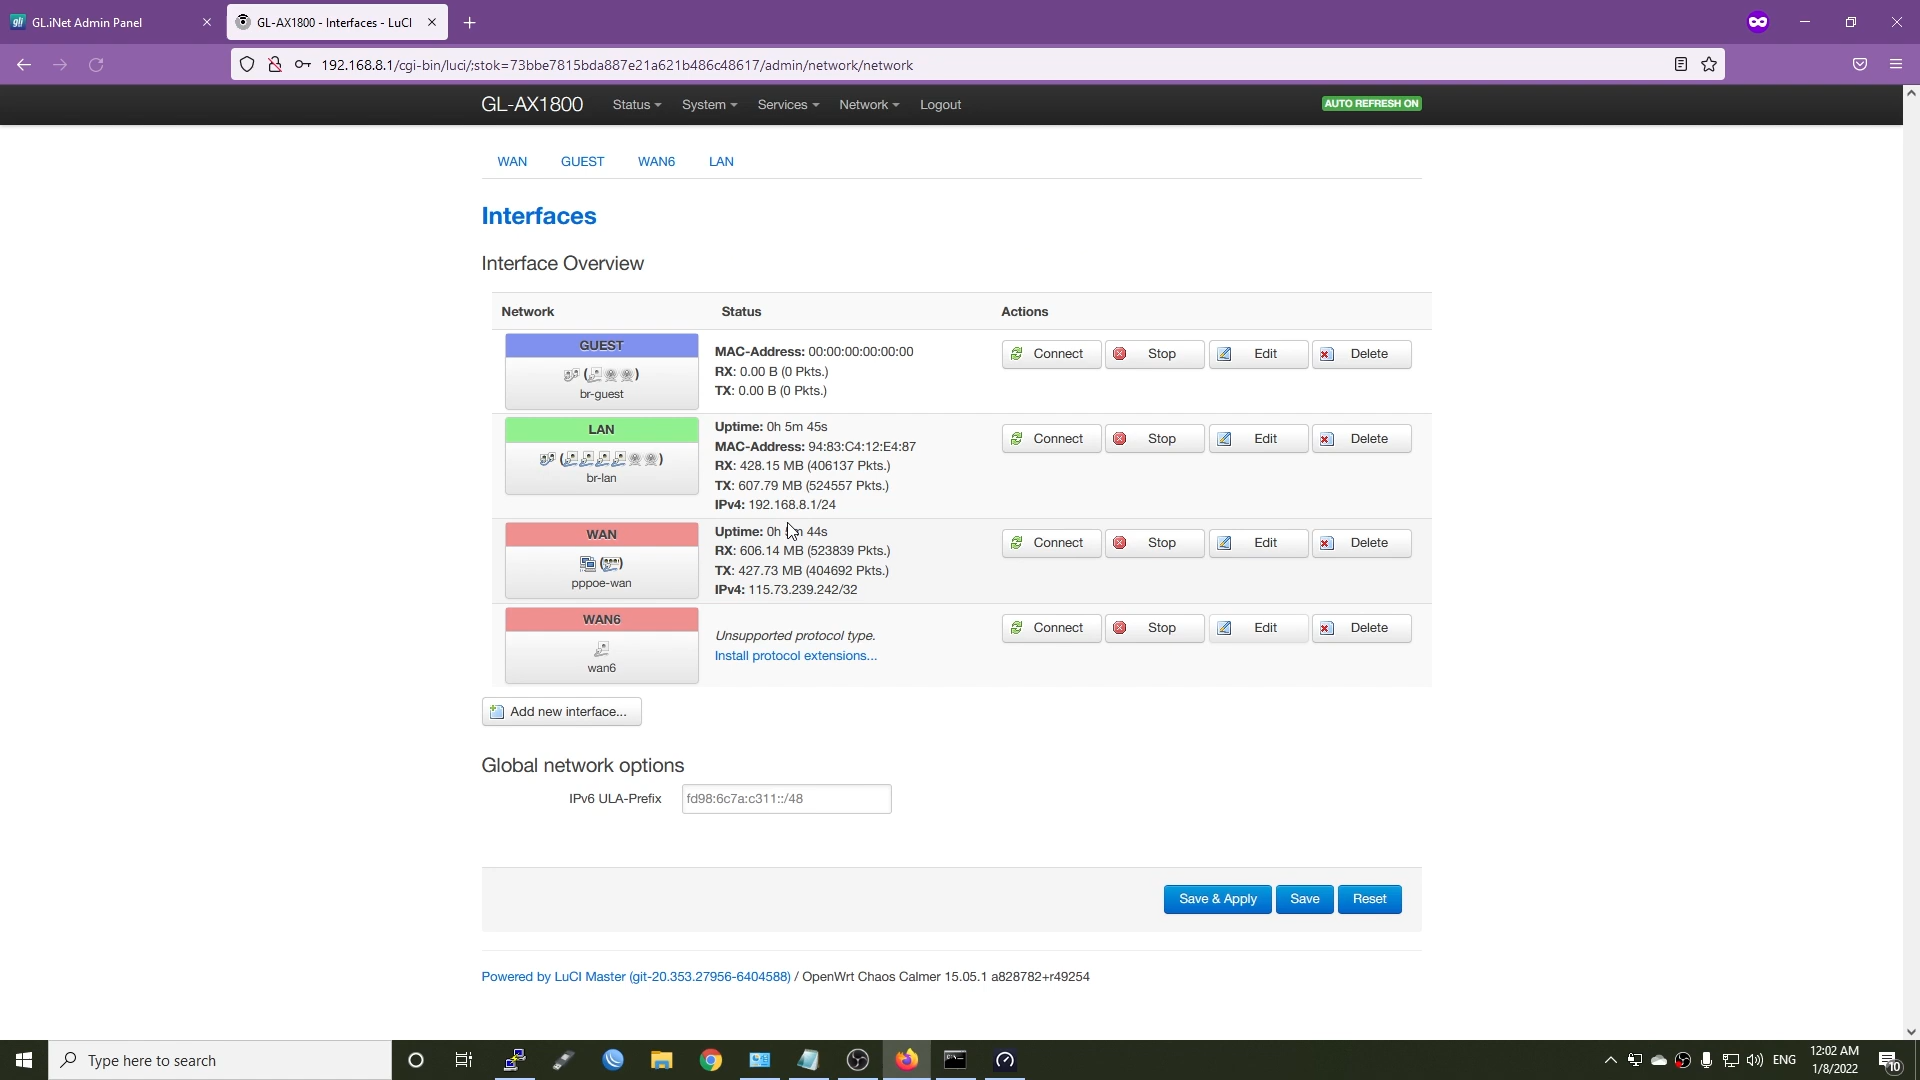 GL.iNet Admin Panel
GL-AX1800 - Interfaces - LuCI
192.168.8.1/cgi-bin/luci/;stok=73bbe7815bda887e21a621b486c48617/admin/network/network
GL-AX1800 Status System Services Network Logout AUTO REFRESH ON
WAN GUEST WAN6 LAN
Interfaces
Interface Overview
Network Status Actions
GUEST
br-guest
MAC-Address: 00:00:00:00:00:00
RX: 0.00 B (0 Pkts.)
TX: 0.00 B (0 Pkts.)
Connect Stop Edit Delete
LAN
br-lan
Uptime: 0h 5m 45s
MAC-Address: 94:83:C4:12:E4:87
RX: 428.15 MB (406137 Pkts.)
TX: 607.79 MB (524557 Pkts.)
IPv4: 192.168.8.1/24
Connect Stop Edit Delete
WAN
pppoe-wan
Uptime: 0h 5m 44s
RX: 606.14 MB (523839 Pkts.)
TX: 427.73 MB (404692 Pkts.)
IPv4: 115.73.239.242/32
Connect Stop Edit Delete
WAN6
wan6
Unsupported protocol type.
Install protocol extensions...
Connect Stop Edit Delete
Add new interface...
Global network options
IPv6 ULA-Prefix fd98:6c7a:c311::/48
Save & Apply Save Reset
Powered by LuCI Master (git-20.353.27956-6404588) / OpenWrt Chaos Calmer 15.05.1 a828782+r49254
Type here to search
ENG
12:02 AM
1/8/2022
10